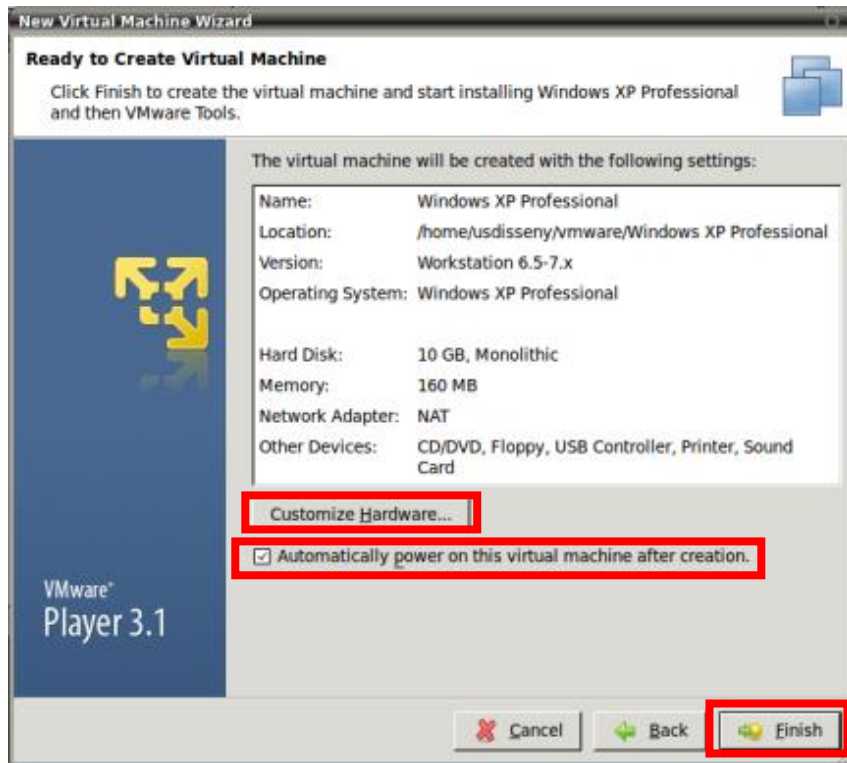 New Virtual Machine Wizard
Ready to Create Virtual Machine
Click Finish to create the virtual machine and start installing Windows XP Professional
and then VMware Tools.
The virtual machine will be created with the following settings:
Name: Windows XP Professional
Location: /home/usdisseny/vmware/Windows XP Professional
Version: Workstation 6.5-7.x
Operating System: Windows XP Professional
Hard Disk: 10 GB, Monolithic
Memory: 160 MB
Network Adapter: NAT
Other Devices: CD/DVD, Floppy, USB Controller, Printer, Sound
Card
Customize Hardware...
Automatically power on this virtual machine after creation.
VMware®
Player 3.1
Cancel Back Finish